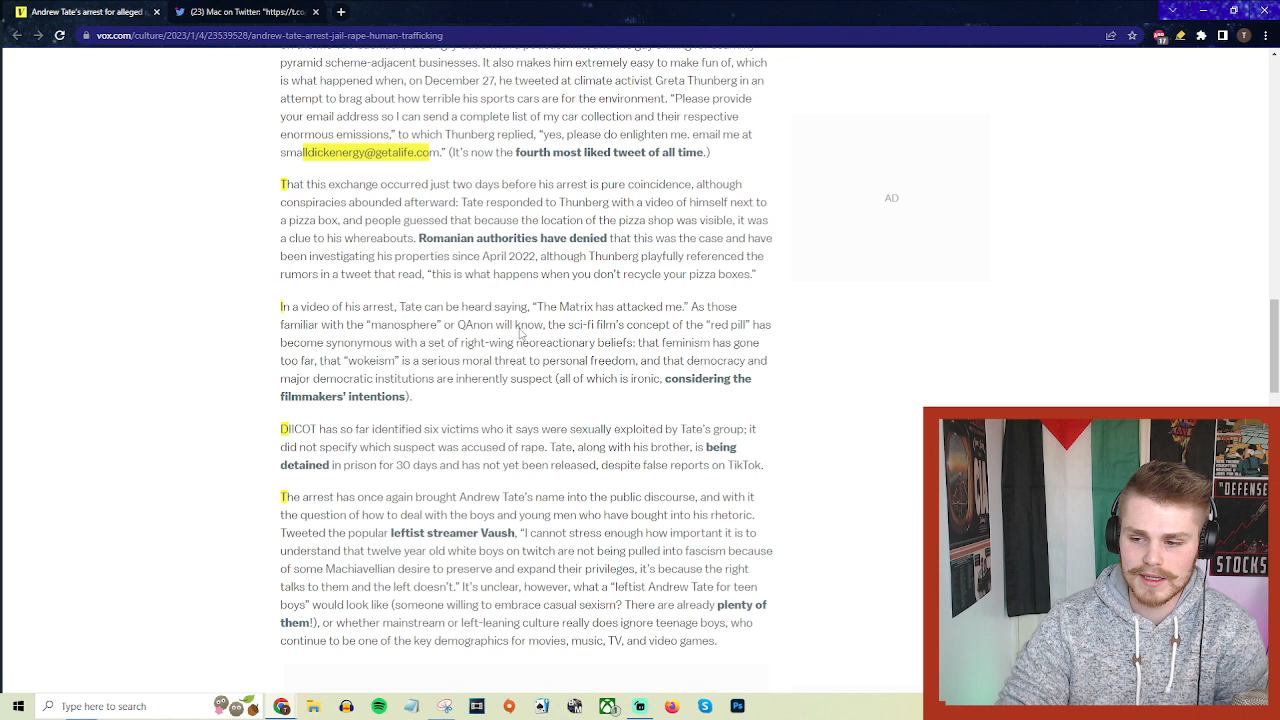 Andrew Tate's arrest for alleged
(23) Mac on Twitter: "https://t.co
vox.com/culture/2023/1/4/23539528/andrew-tate-arrest-jail-rape-human-trafficking
17
T
pyramid scheme-adjacent businesses. It also makes him extremely easy to make fun of, which
is what happened when, on December 27, he tweeted at climate activist Greta Thunberg in an
attempt to brag about how terrible his sports cars are for the environment. “Please provide
your email address so I can send a complete list of my car collection and their respective
enormous emissions,” to which Thunberg replied, “yes, please do enlighten me. email me at
smalldickenergy@getalife.com.” (It’s now the fourth most liked tweet of all time.)
That this exchange occurred just two days before his arrest is pure coincidence, although
conspiracies abounded afterward: Tate responded to Thunberg with a video of himself next to
a pizza box, and people guessed that because the location of the pizza shop was visible, it was
a clue to his whereabouts. Romanian authorities have denied that this was the case and have
been investigating his properties since April 2022, although Thunberg playfully referenced the
rumors in a tweet that read, “this is what happens when you don’t recycle your pizza boxes.”
In a video of his arrest, Tate can be heard saying, “The Matrix has attacked me.” As those
familiar with the “manosphere” or QAnon will know, the sci-fi film’s concept of the “red pill” has
become synonymous with a set of right-wing neoreactionary beliefs: that feminism has gone
too far, that “wokeism” is a serious moral threat to personal freedom, and that democracy and
major democratic institutions are inherently suspect (all of which is ironic, considering the
filmmakers’ intentions).
DIICOT has so far identified six victims who it says were sexually exploited by Tate’s group; it
did not specify which suspect was accused of rape. Tate, along with his brother, is being
detained in prison for 30 days and has not yet been released, despite false reports on TikTok.
The arrest has once again brought Andrew Tate’s name into the public discourse, and with it
the question of how to deal with the boys and young men who have bought into his rhetoric.
Tweeted the popular leftist streamer Vaush, “I cannot stress enough how important it is to
understand that twelve year old white boys on twitch are not being pulled into fascism because
of some Machiavellian desire to preserve and expand their privileges, it’s because the right
talks to them and the left doesn’t.” It’s unclear, however, what a “leftist Andrew Tate for teen
boys” would look like (someone willing to embrace casual sexism? There are already plenty of
them!), or whether mainstream or left-leaning culture really does ignore teenage boys, who
continue to be one of the key demographics for movies, music, TV, and video games.
AD
"DEFENSE
STOCKS
Type here to search